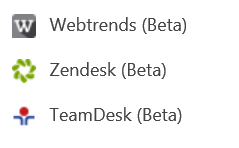 W Webtrends (Beta)
Zendesk (Beta)
TeamDesk (Beta)